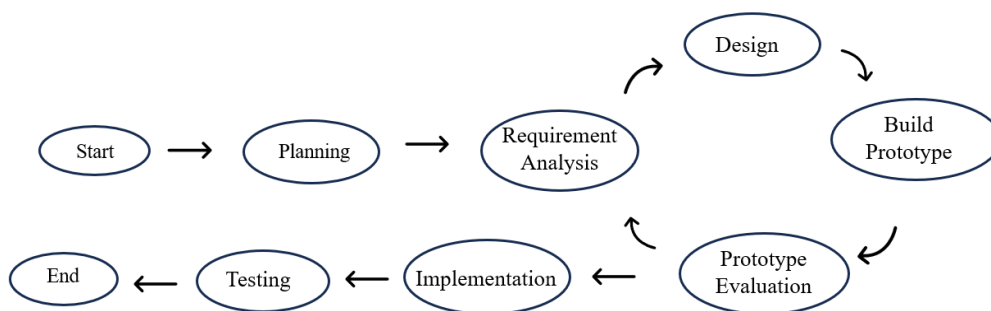 Start
Planning
Requirement
Analysis
Design
Build
Prototype
Prototype
Evaluation
Implementation
Testing
End